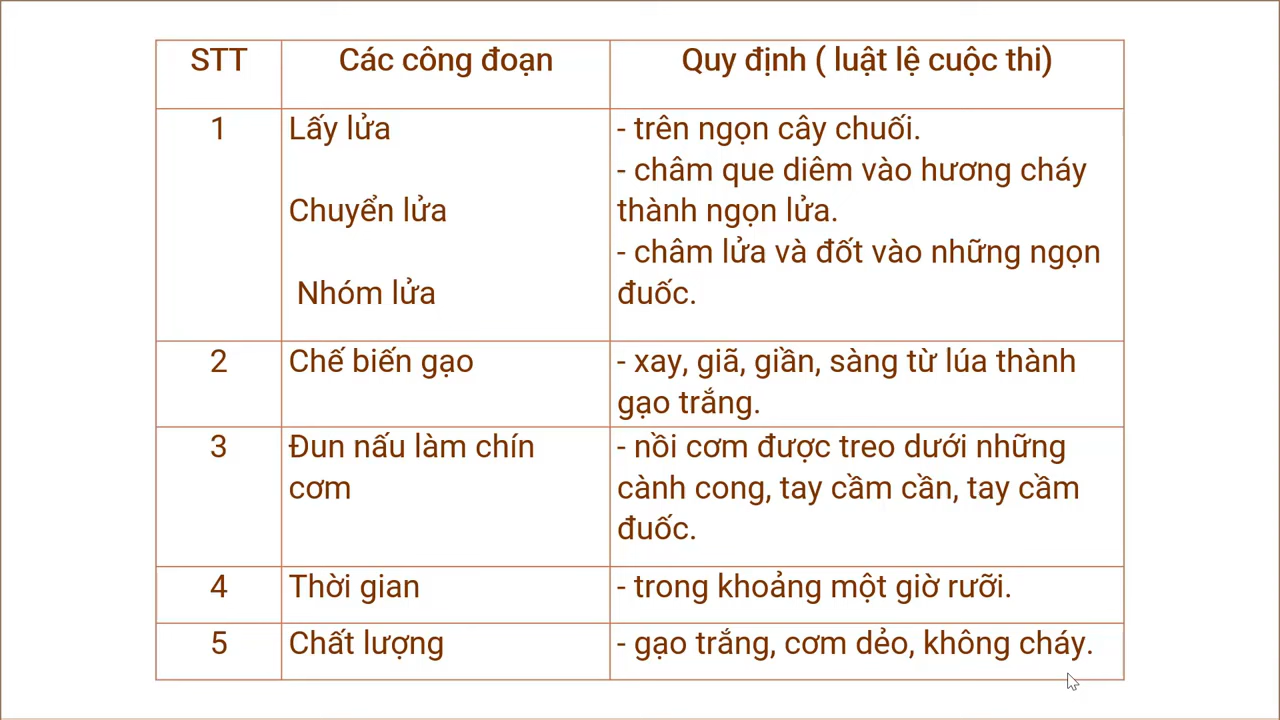 STT Các công đoạn Quy định ( luật lệ cuộc thi)
1 Lấy lửa - trên ngọn cây chuối.
- châm que diêm vào hương cháy
Chuyển lửa thành ngọn lửa.
- châm lửa và đốt vào những ngọn
Nhóm lửa đuốc.
2 Chế biến gạo - xay, giã, giần, sàng từ lúa thành
gạo trắng.
3 Đun nấu làm chín - nồi cơm được treo dưới những
cơm cành cong, tay cầm cần, tay cầm
đuốc.
4 Thời gian - trong khoảng một giờ rưỡi.
5 Chất lượng - gạo trắng, cơm dẻo, không cháy.